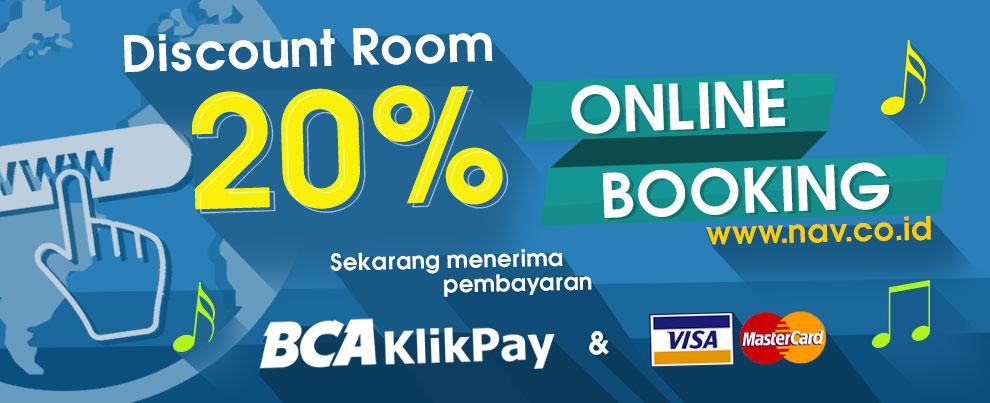 Discount Room
20%
ONLINE
BOOKING
www.nav.co.id
WWW
Sekarang menerima
pembayaran
BCA KlikPay & VISA MasterCard